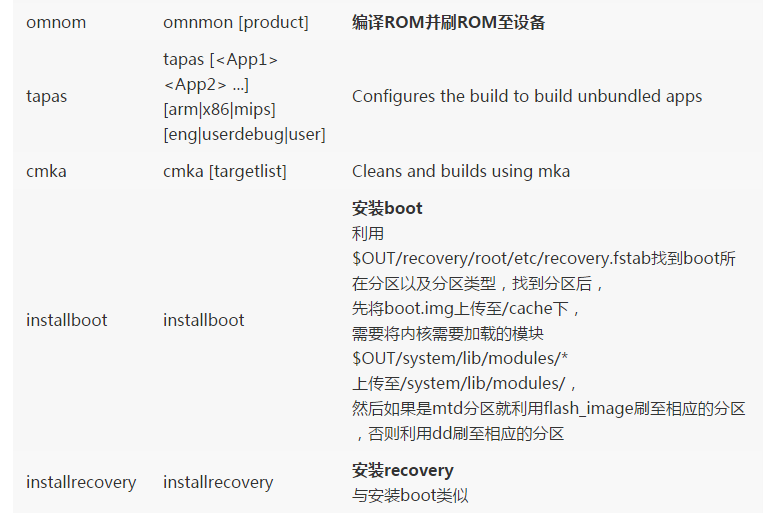 omnom omnmon [product] 编译ROM并刷ROM至设备
tapas [<App1>
<App2> ...]
tapas [arm|x86|mips] Configures the build to build unbundled apps
[eng|userdebug|user]
cmka cmka [targetlist] Cleans and builds using mka
安装boot
利用
$OUT/recovery/root/etc/recovery.fstab找到boot所
在分区以及分区类型，找到分区后，
先将boot.img上传至/cache下，
installboot installboot 需要将内核需要加载的模块
$OUT/system/lib/modules/*
上传至/system/lib/modules/，
然后如果是mtd分区就利用flash_image刷至相应的分区
，否则利用dd刷至相应的分区
安装recovery
installrecovery installrecovery 与安装boot类似